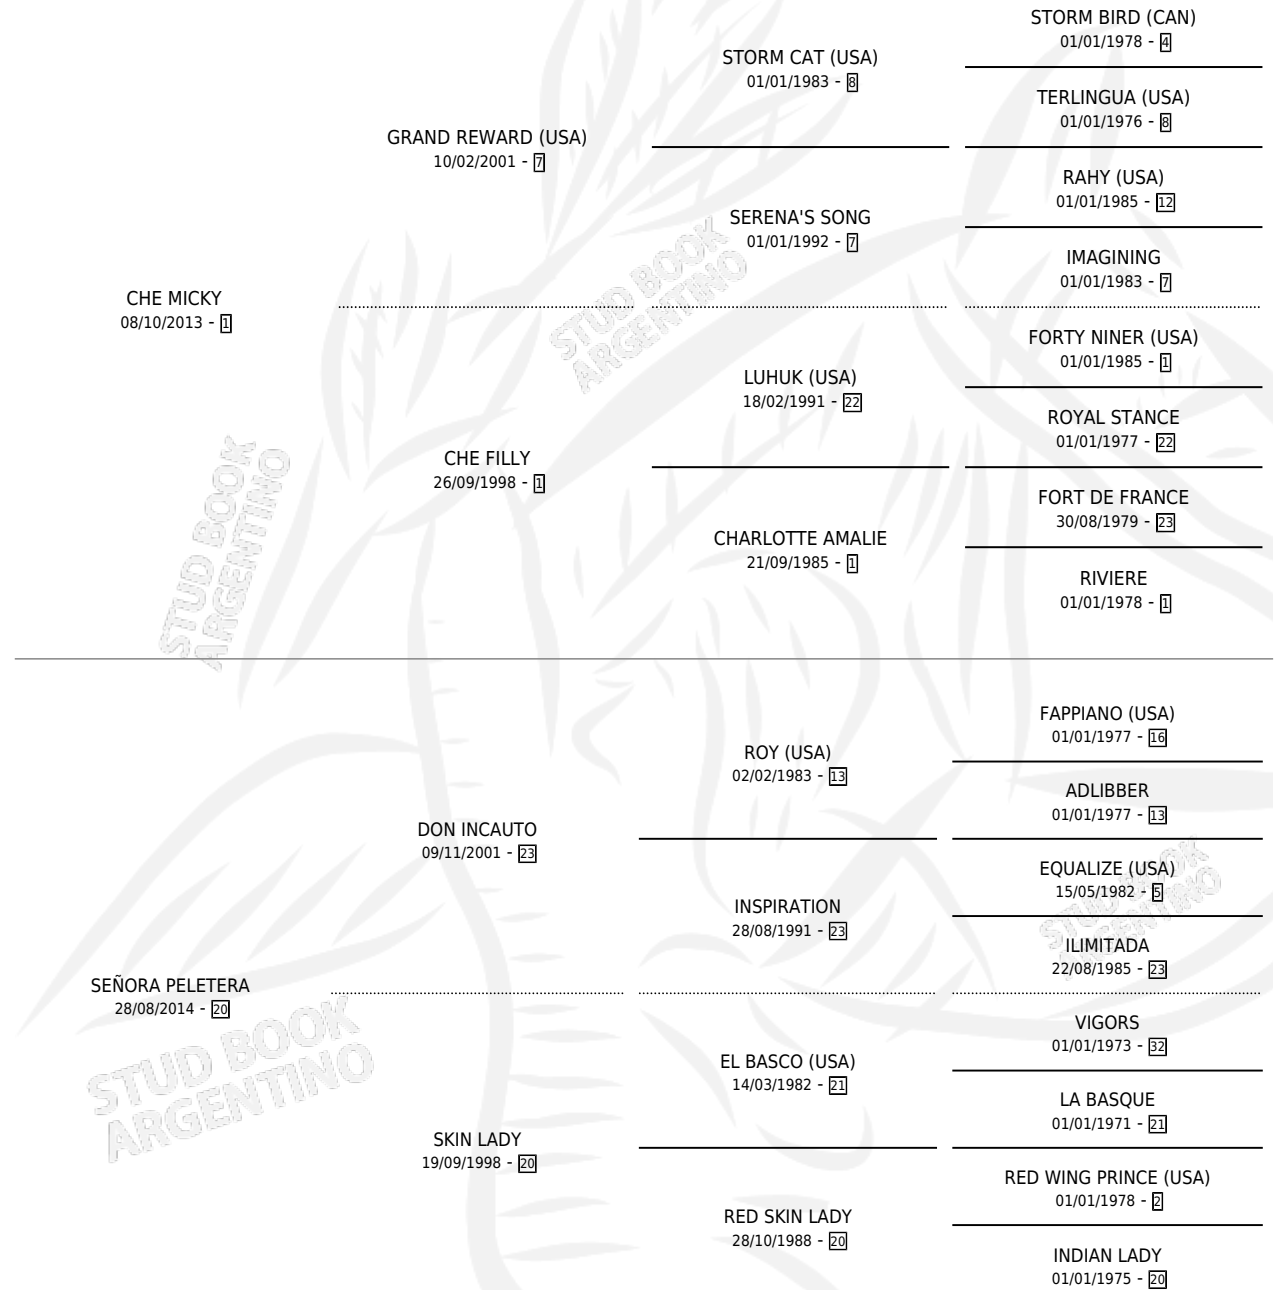 STORM BIRD (CAN)
01/01/1978 - 4
STORM CAT (USA)
01/01/1983 - 8
TERLINGUA (USA)
01/01/1976 - 8
GRAND REWARD (USA)
10/02/2001 - 7
RAHY (USA)
01/01/1985 - 12
SERENA'S SONG
01/01/1992 - 7
IMAGINING
01/01/1983 - 7
CHE MICKY
08/10/2013 - 1
STUD BOOK
ARGENTINO
FORTY NINER (USA)
01/01/1985 - 1
LUHUK (USA)
18/02/1991 - 22
ROYAL STANCE
01/01/1977 - 22
CHE FILLY
26/09/1998 - 1
FORT DE FRANCE
30/08/1979 - 23
CHARLOTTE AMALIE
21/09/1985 - 1
RIVIERE
01/01/1978 - 1
STUD BOOK
ARGENTINO
FAPPIANO (USA)
01/01/1977 - 16
ROY (USA)
02/02/1983 - 13
ADLIBBER
01/01/1977 - 13
DON INCAUTO
09/11/2001 - 23
EQUALIZE (USA)
15/05/1982 - 5
INSPIRATION
28/08/1991 - 23
STUD BOOK
ARGENTINO
ILIMITADA
22/08/1985 - 23
SEÑORA PELETERA
28/08/2014 - 20
STUD BOOK
ARGENTINO
VIGORS
01/01/1973 - 32
EL BASCO (USA)
14/03/1982 - 21
LA BASQUE
01/01/1971 - 21
SKIN LADY
19/09/1998 - 20
RED WING PRINCE (USA)
01/01/1978 - 2
RED SKIN LADY
28/10/1988 - 20
INDIAN LADY
01/01/1975 - 20